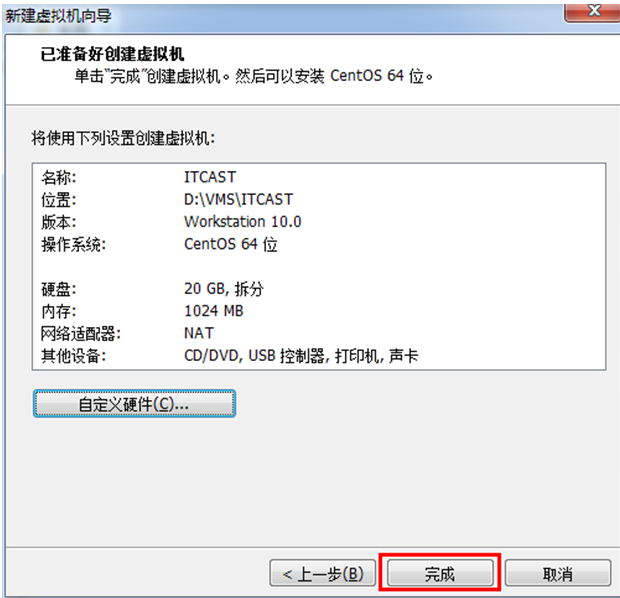 新建虚拟机向导
已准备好创建虚拟机
单击“完成”创建虚拟机。然后可以安装 CentOS 64 位。
将使用下列设置创建虚拟机:
名称: ITCAST
位置: D:\VMS\ITCAST
版本: Workstation 10.0
操作系统: CentOS 64 位
硬盘: 20 GB, 拆分
内存: 1024 MB
网络适配器: NAT
其他设备: CD/DVD, USB 控制器, 打印机, 声卡
自定义硬件(C)...
< 上一步(B) 完成 取消